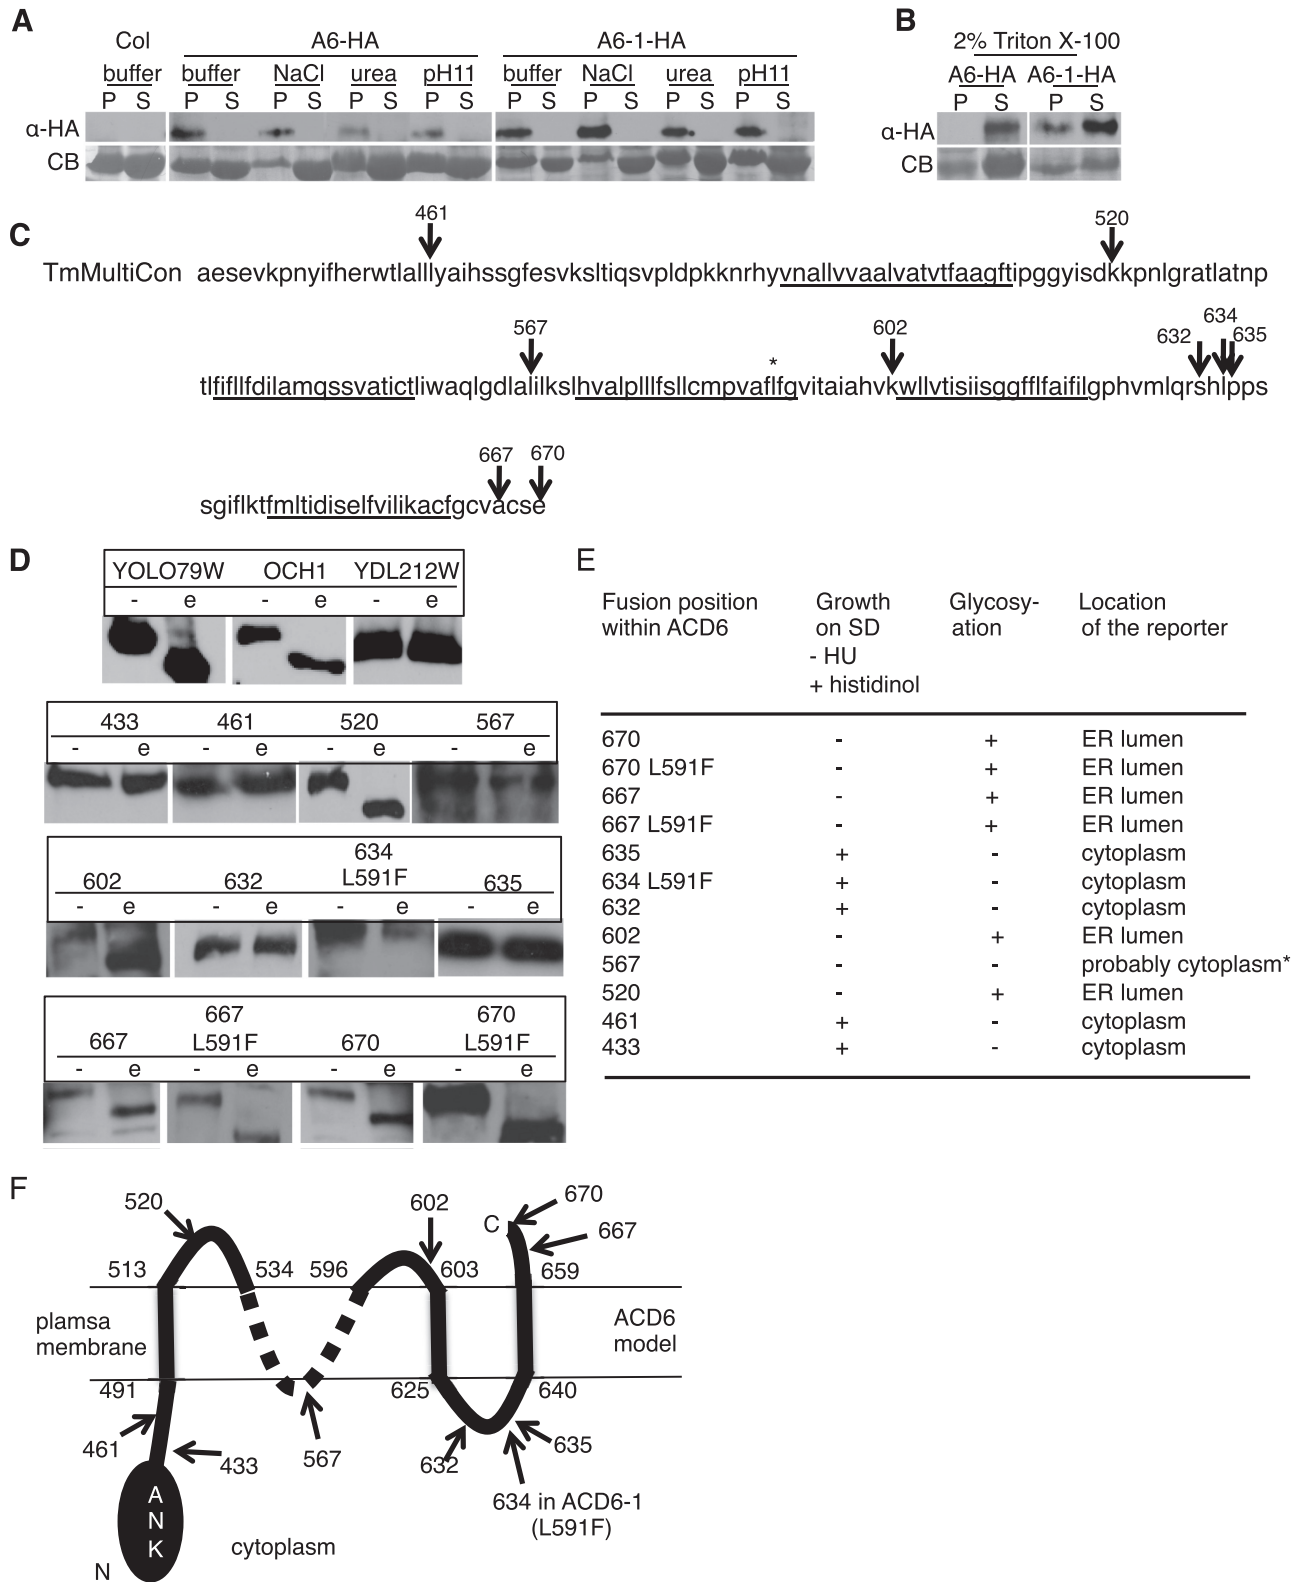 A
Col
A6-HA
A6-1-HA
buffer buffer NaCl urea pH11 buffer NaCl urea pH11
P S P S P S P S P S P S P S P S P S
α-HA
CB
B
2% Triton X-100
A6-HA A6-1-HA
P S P S
α-HA
CB
C
461 520
TmMultiCon aesevkpnyifherwtlalllyaihssgfesvksltiqsvpldpkknrhyvnallvvaalvatvtfaagftipggyisdkkpnlgratlatnp
567 602 632 634 635
*
tlfifllfdilamqssvatictliwaqlgdlalilkslhvalplllfsllcmpvaflfgvitaiahvkwllvtisiisggfflfaifilgphvmlqrshlpps
667 670
sgiflktfmltidiselfvilikacfgcvacse
D
YOLO79W OCH1 YDL212W
- e - e - e
433 461 520 567
- e - e - e - e
602 632 634 L591F 635
- e - e - e - e
667 667 L591F 670 670 L591F
- e - e - e - e
E
Fusion position within ACD6 Growth on SD - HU + histidinol Glycosy-ation Location of the reporter
670 - + ER lumen
670 L591F - + ER lumen
667 - + ER lumen
667 L591F - + ER lumen
635 + - cytoplasm
634 L591F + - cytoplasm
632 + - cytoplasm
602 - + ER lumen
567 - - probably cytoplasm*
520 - + ER lumen
461 + - cytoplasm
433 + - cytoplasm
F
520 602 670
C 667
513 534 596 603 659
plamsa membrane
ACD6 model
491 625 640
461 433 567 632 635
634 in ACD6-1
(L591F)
A
N
K
N
cytoplasm